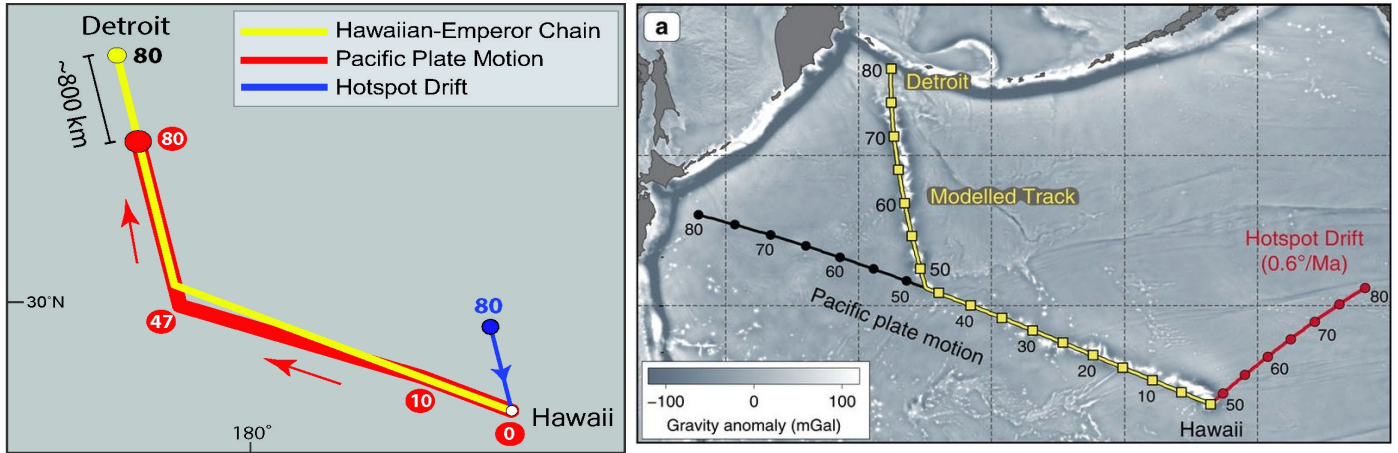 Detroit
80
~800 km
80
Hawaiian-Emperor Chain
Pacific Plate Motion
Hotspot Drift
30°N
47
80
10
0
Hawaii
180°
a
80
Detroit
70
Modelled Track
60
80
70
60
50
50
Pacific plate motion
40
30
20
10
50
Hawaii
Hotspot Drift
(0.6°/Ma)
80
70
60
−100 0 100
Gravity anomaly (mGal)